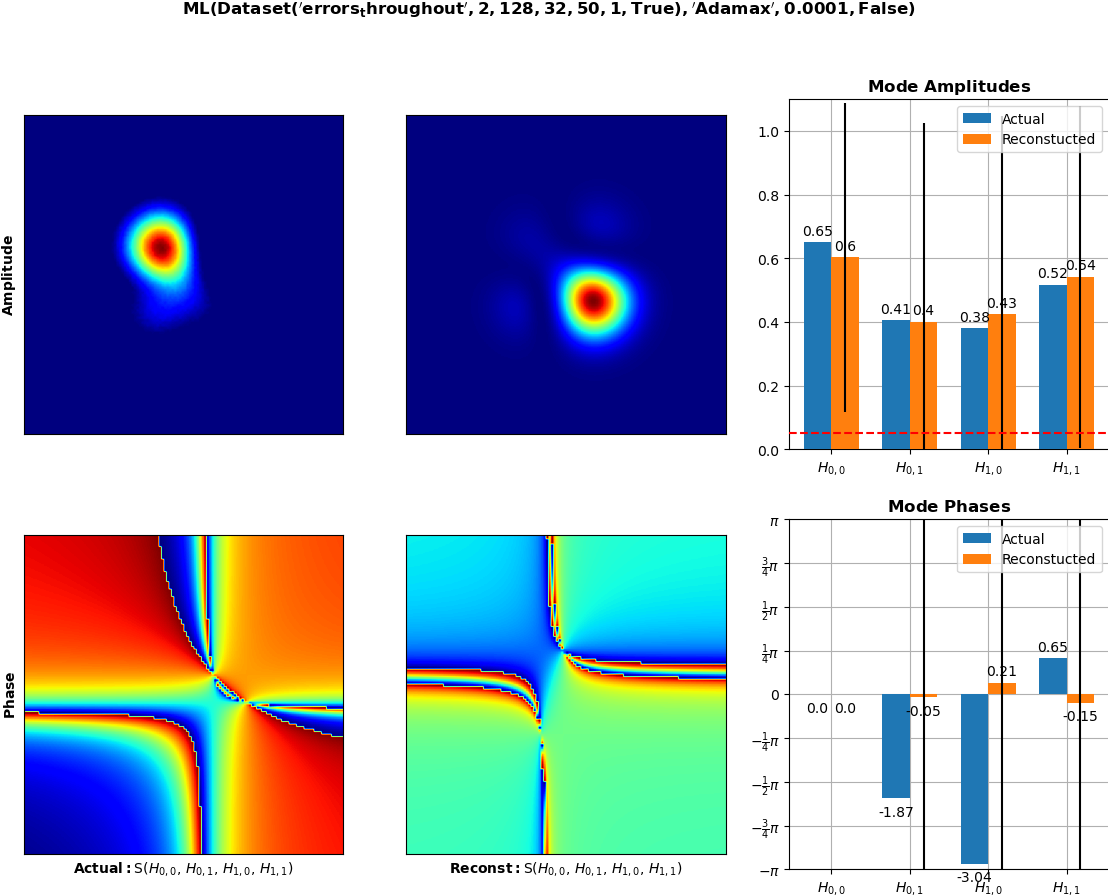 ML(Dataset('errors_throughout', 2, 128, 32, 50, 1, True), 'Adamax', 0.0001, False)
Amplitude
Mode Amplitudes
Actual
Reconstucted
1.0
0.8
0.6
0.4
0.2
0.0
0.65
0.6
0.41
0.4
0.38
0.43
0.52
0.54
H0,0
H0,1
H1,0
H1,1
Phase
Actual: S(H0,0, H0,1, H1,0, H1,1)
Reconst: S(H0,0, H0,1, H1,0, H1,1)
Mode Phases
Actual
Reconstucted
π
3/4π
1/2π
1/4π
0
−1/4π
−1/2π
−3/4π
−π
0.0
0.0
-1.87
-0.05
-3.04
0.21
0.65
-0.15
H0,0
H0,1
H1,0
H1,1